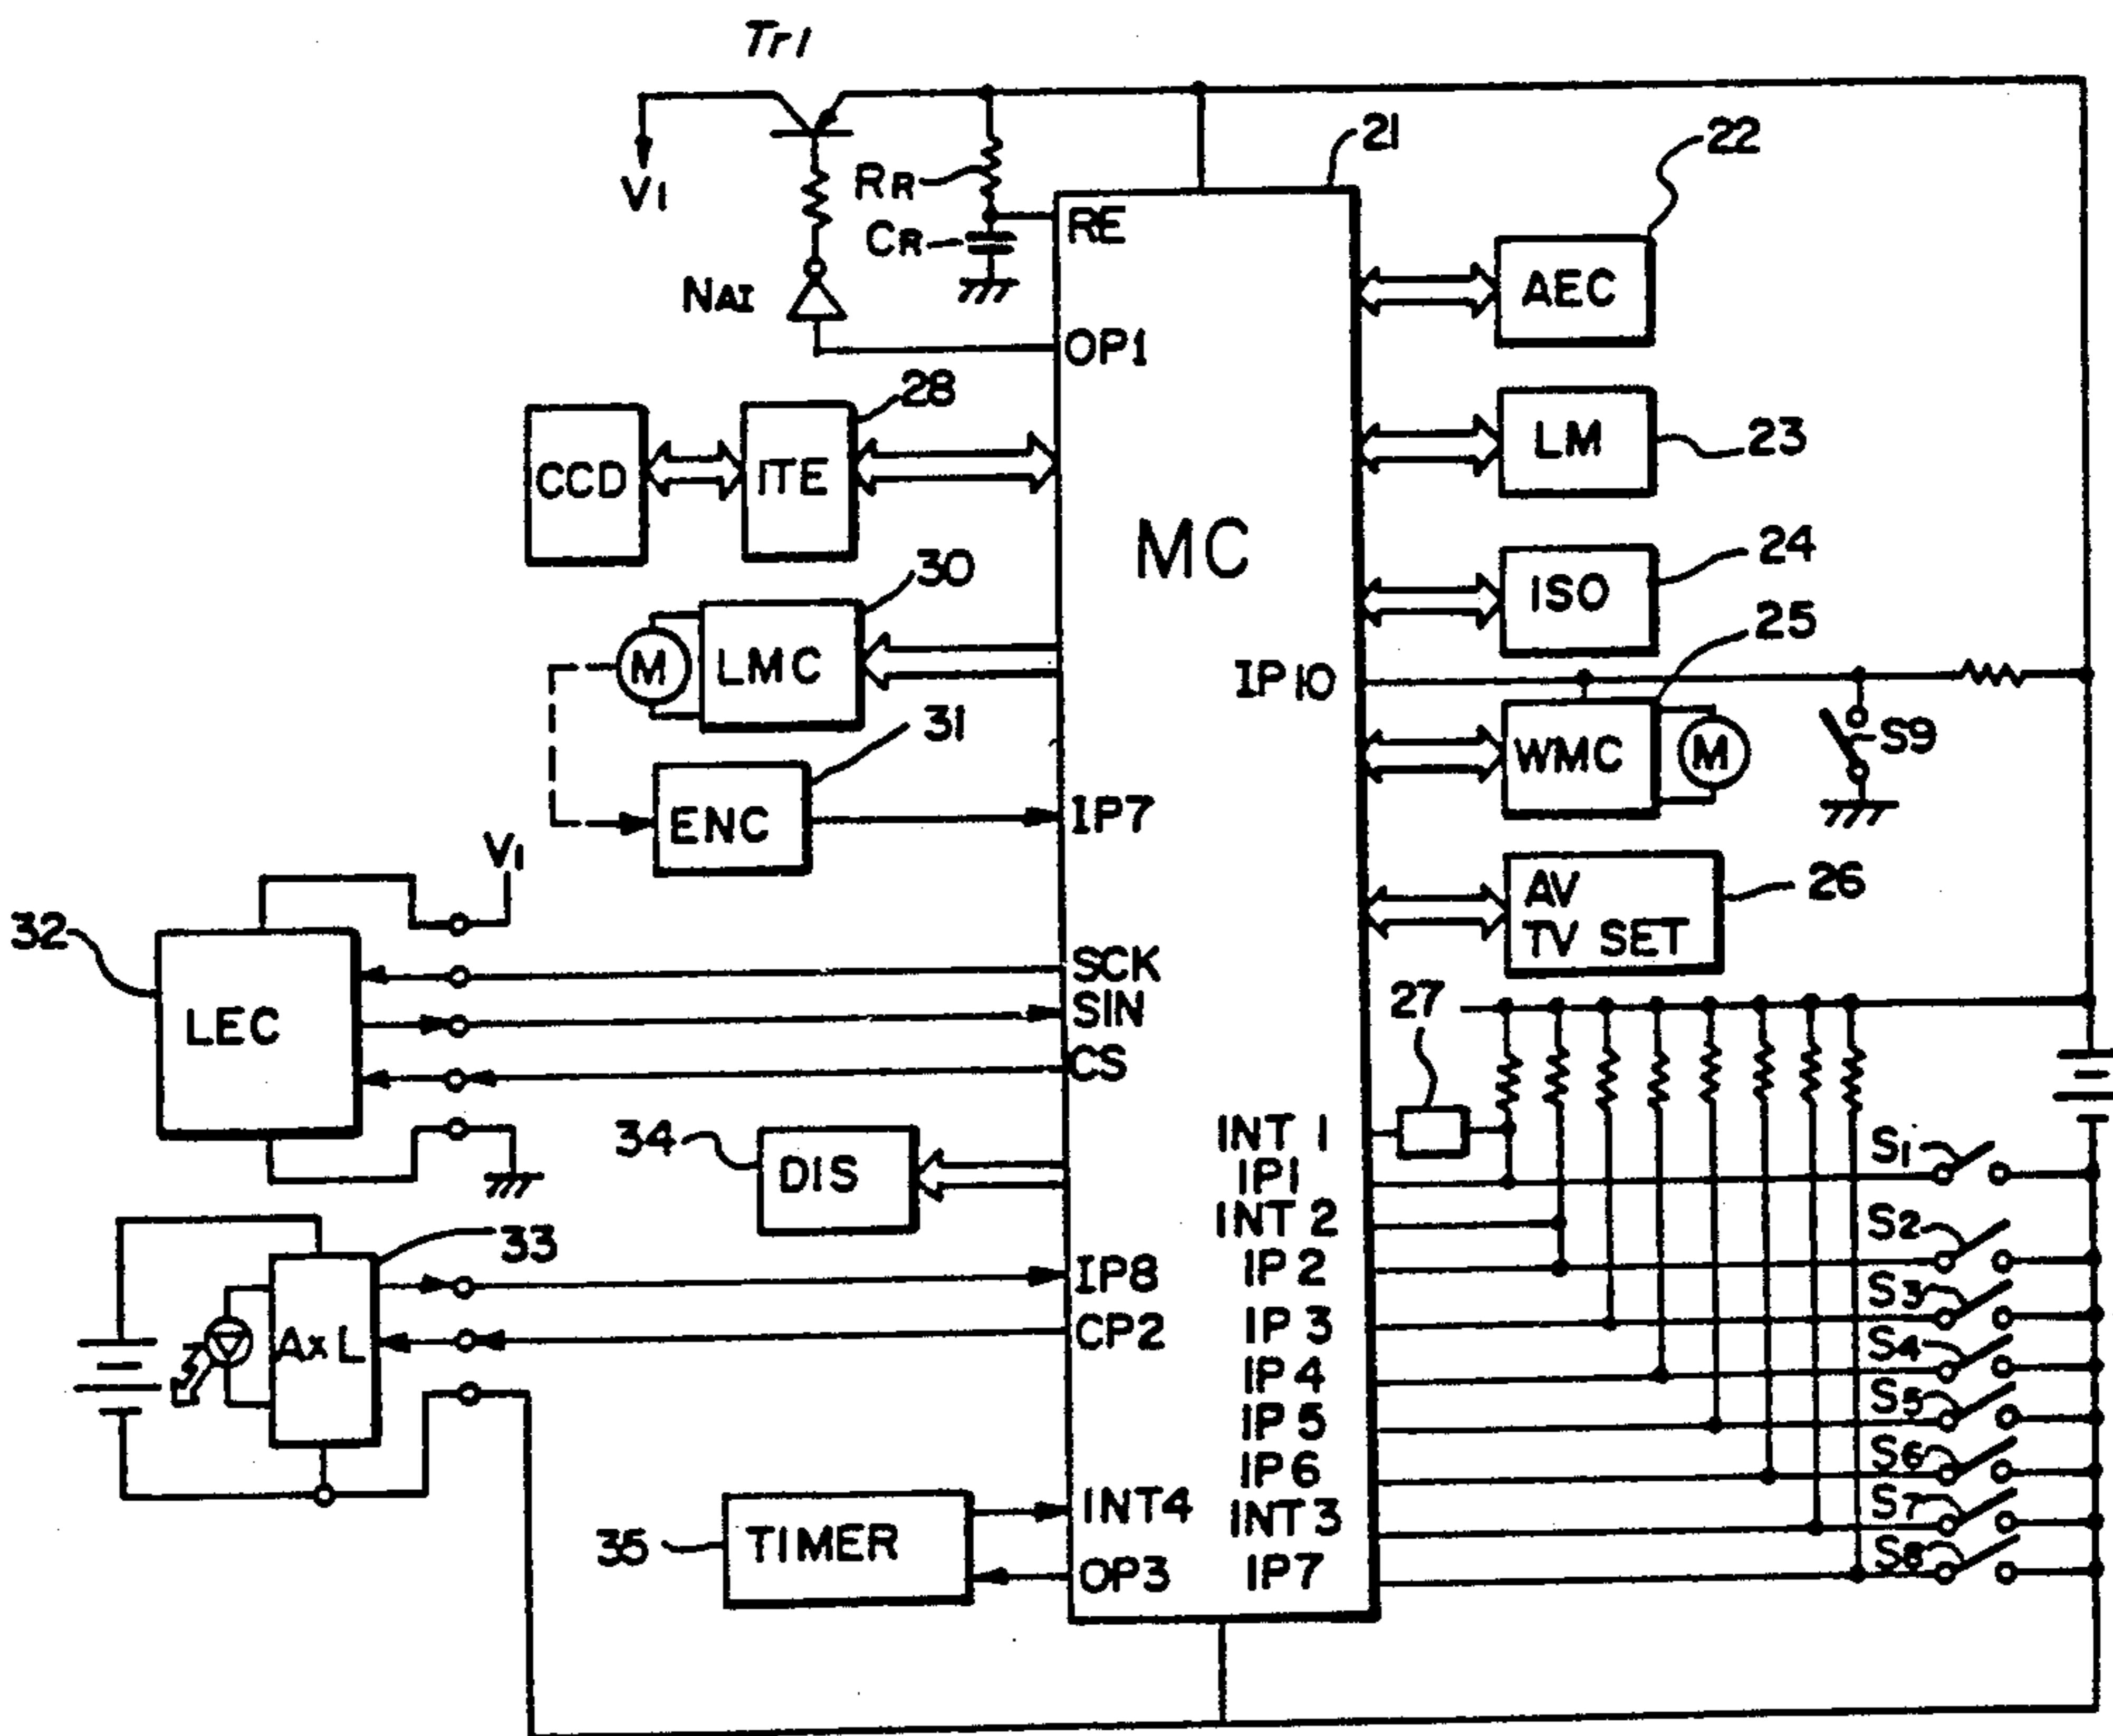 Tr1
V1
RR
CR
NAI
RE
OP1
21
22
AEC
28
CCD
ITE
LM
23
MC
24
ISO
30
M
LMC
25
IP10
31
WMC
M
S9
ENC
IP7
V1
AV
TV SET
26
32
LEC
SCK
SIN
CS
27
34
DIS
INT 1
IP1
INT 2
IP 2
IP 3
IP 4
IP 5
IP 6
INT 3
IP7
S1
S2
S3
S4
S5
S6
S7
S8
33
AxL
IP8
CP2
35
TIMER
INT4
OP3